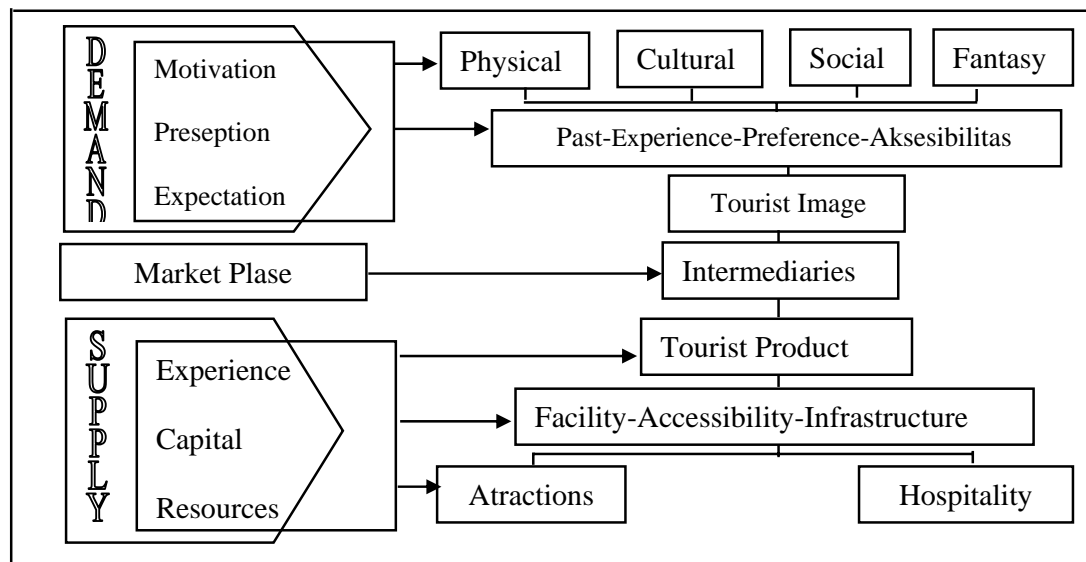 DEMAND
Motivation
Preseption
Expectation
Physical
Cultural
Social
Fantasy
Past-Experience-Preference-Aksesibilitas
Tourist Image
Market Plase
Intermediaries
SUPPLY
Experience
Capital
Resources
Tourist Product
Facility-Accessibility-Infrastructure
Atractions
Hospitality